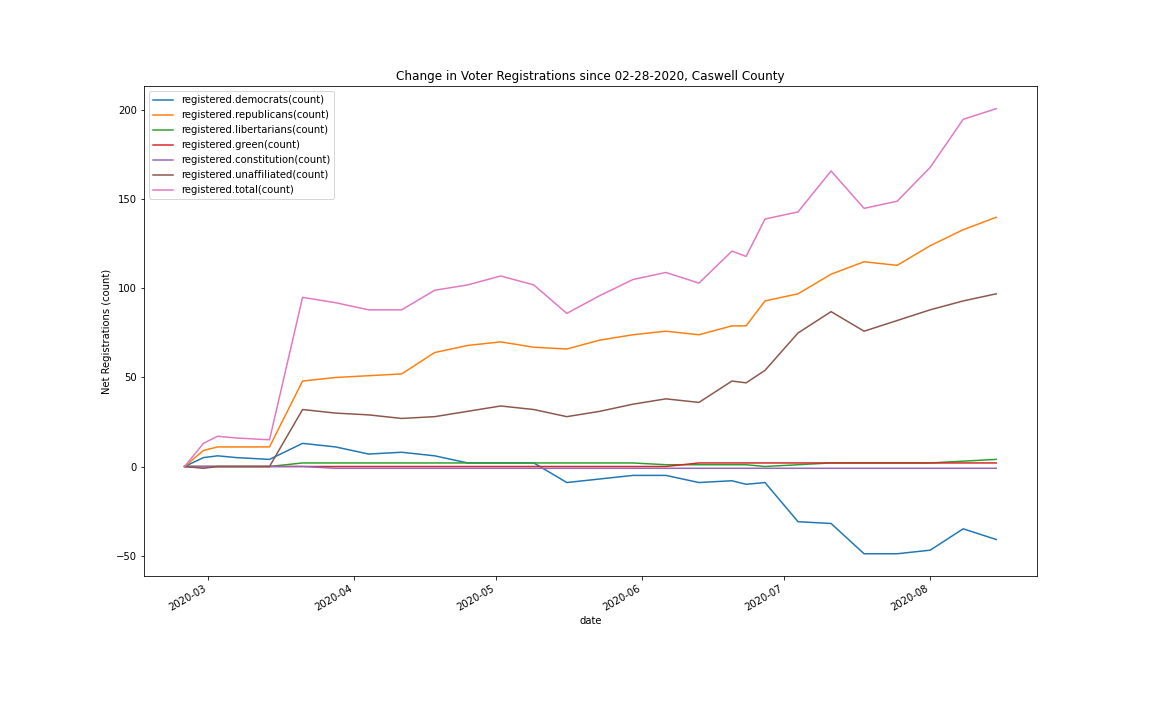 Change in Voter Registrations since 02-28-2020, Caswell County
registered.democrats(count)
registered.republicans(count)
registered.libertarians(count)
registered.green(count)
registered.constitution(count)
registered.unaffiliated(count)
registered.total(count)
Net Registrations (count)
200
150
100
50
0
−50
2020-03
2020-04
2020-05
2020-06
2020-07
2020-08
date